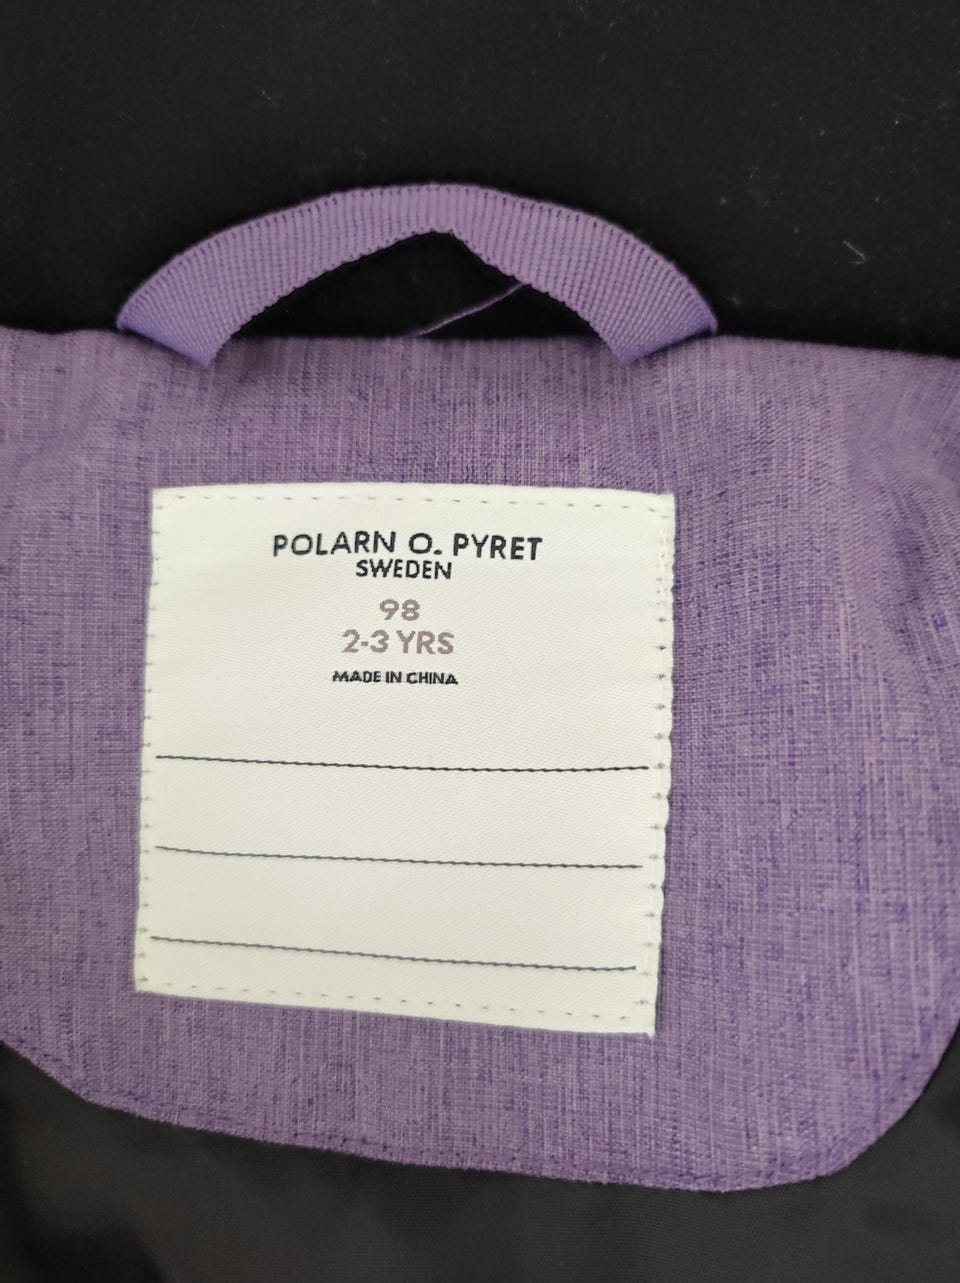 POLARN O. PYRET
SWEDEN
98
2-3 YRS
MADE IN CHINA